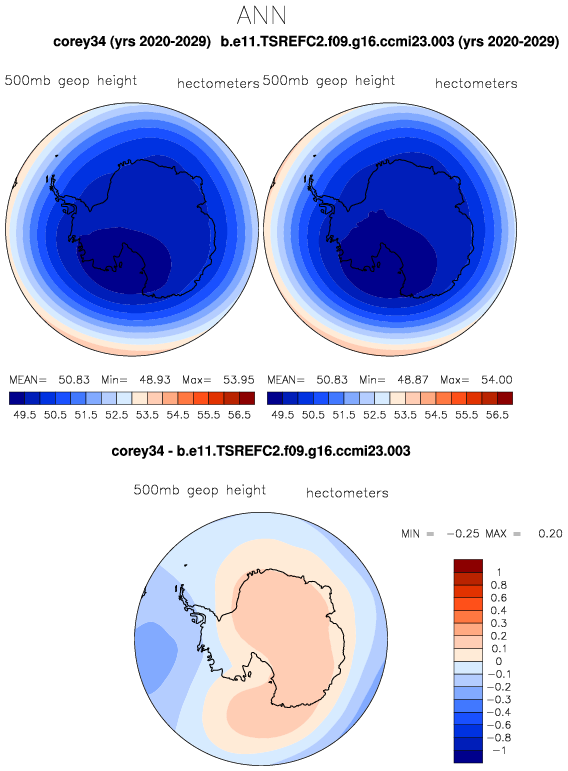 ANN
corey34 (yrs 2020-2029) b.e11.TSREFC2.f09.g16.ccmi23.003 (yrs 2020-2029)
500mb geop height hectometers 500mb geop height hectometers
MEAN= 50.83 Min= 48.93 Max= 53.95 MEAN= 50.83 Min= 48.87 Max= 54.00
49.5 50.5 51.5 52.5 53.5 54.5 55.5 56.5 49.5 50.5 51.5 52.5 53.5 54.5 55.5 56.5
corey34 - b.e11.TSREFC2.f09.g16.ccmi23.003
500mb geop height hectometers
MIN = -0.25 MAX = 0.20
1
0.8
0.6
0.4
0.3
0.2
0.1
0
-0.1
-0.2
-0.3
-0.4
-0.6
-0.8
-1